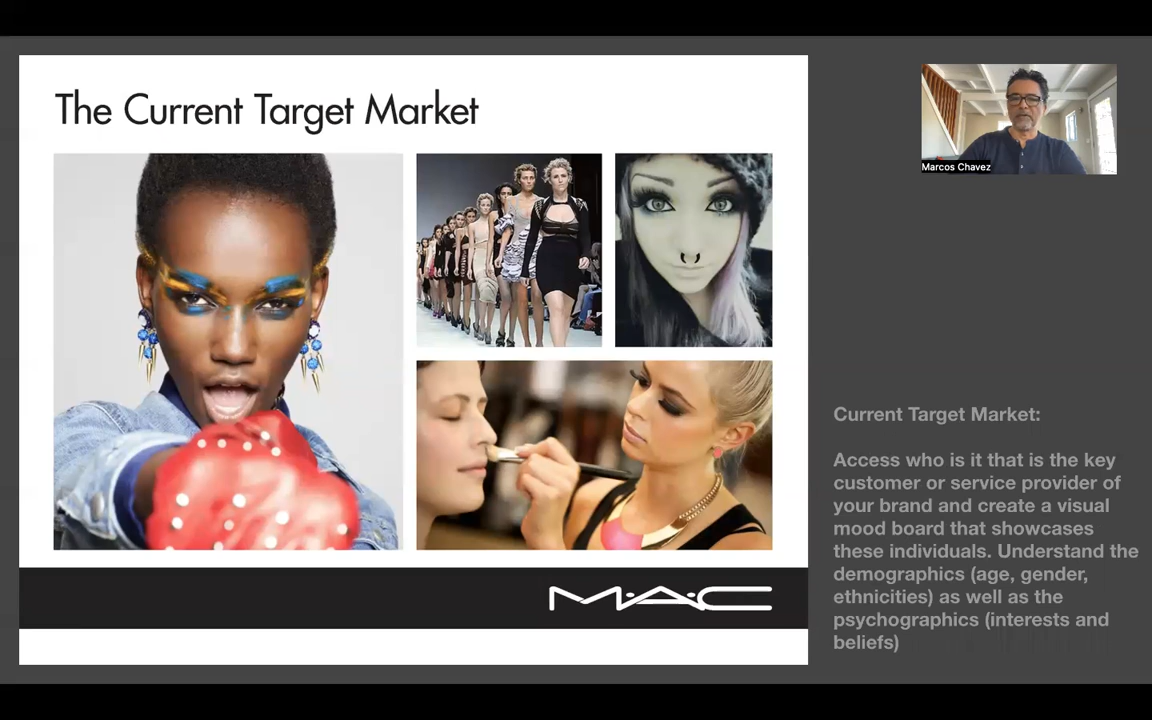 The Current Target Market
Marcos Chavez
Current Target Market:
Access who is it that is the key
customer or service provider of
your brand and create a visual
mood board that showcases
these individuals. Understand the
demographics (age, gender,
ethnicities) as well as the
psychographics (interests and
beliefs)
M·A·C